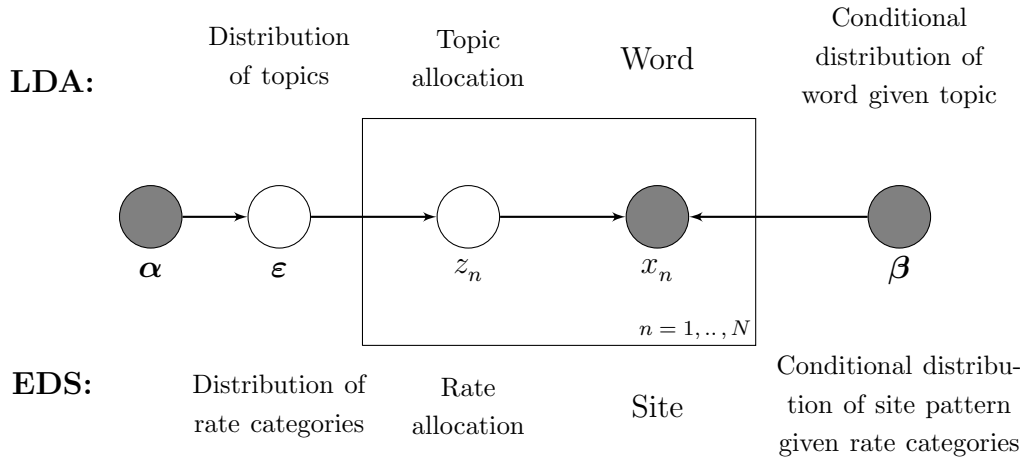 LDA:
Distribution
of topics
Topic
allocation
Word
Conditional
distribution of
word given topic
α
ε
z_n
x_n
β
n = 1, .. , N
EDS:
Distribution of
rate categories
Rate
allocation
Site
Conditional distribu-
tion of site pattern
given rate categories